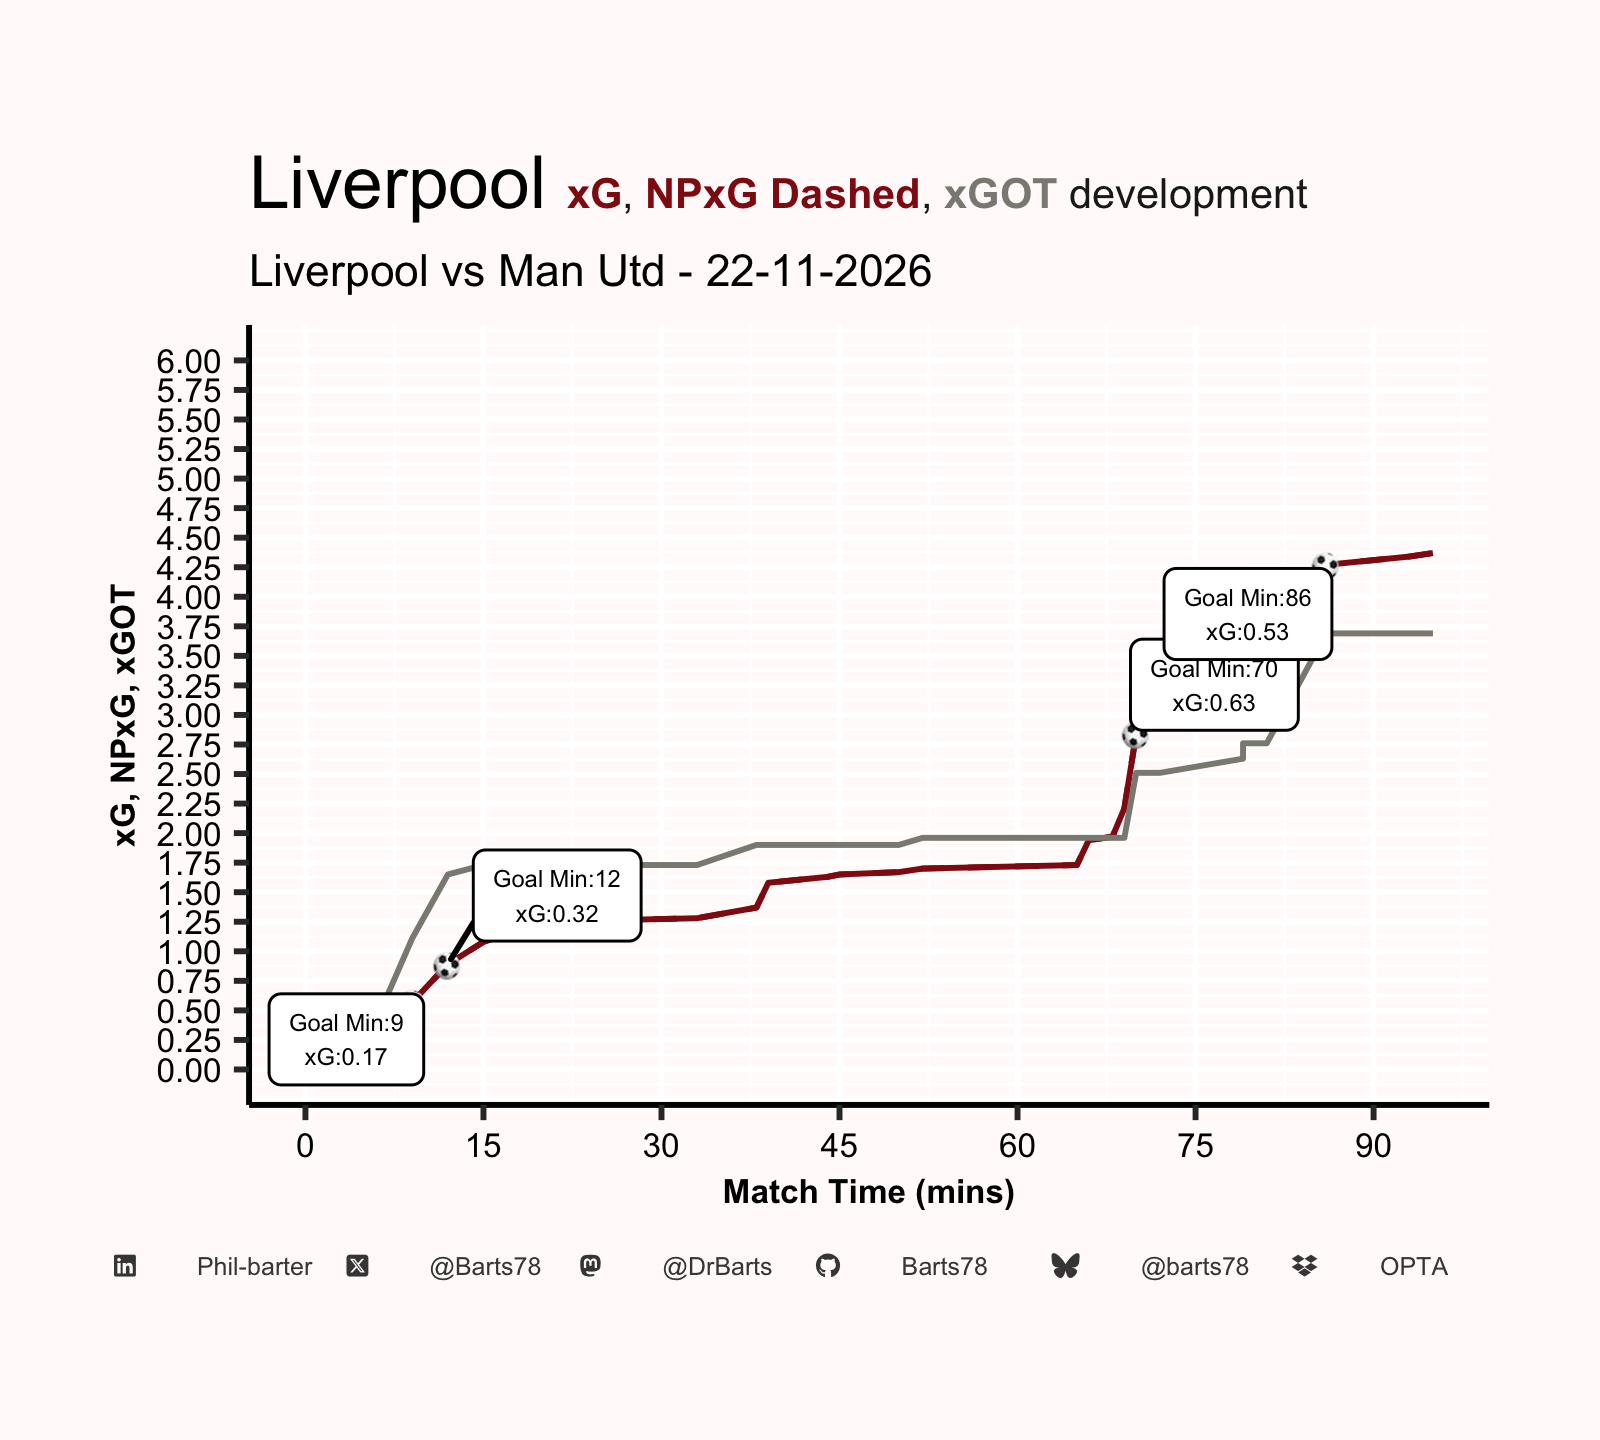 Liverpool xG, NPxG Dashed, xGOT development
Liverpool vs Man Utd - 22-11-2026
xG, NPxG, xGOT
6.00
5.75
5.50
5.25
5.00
4.75
4.50
4.25
4.00
3.75
3.50
3.25
3.00
2.75
2.50
2.25
2.00
1.75
1.50
1.25
1.00
0.75
0.50
0.25
0.00
Goal Min:86
xG:0.53
Goal Min:70
xG:0.63
Goal Min:12
xG:0.32
Goal Min:9
xG:0.17
0 15 30 45 60 75 90
Match Time (mins)
Phil-barter @Barts78 @DrBarts Barts78 @barts78 OPTA